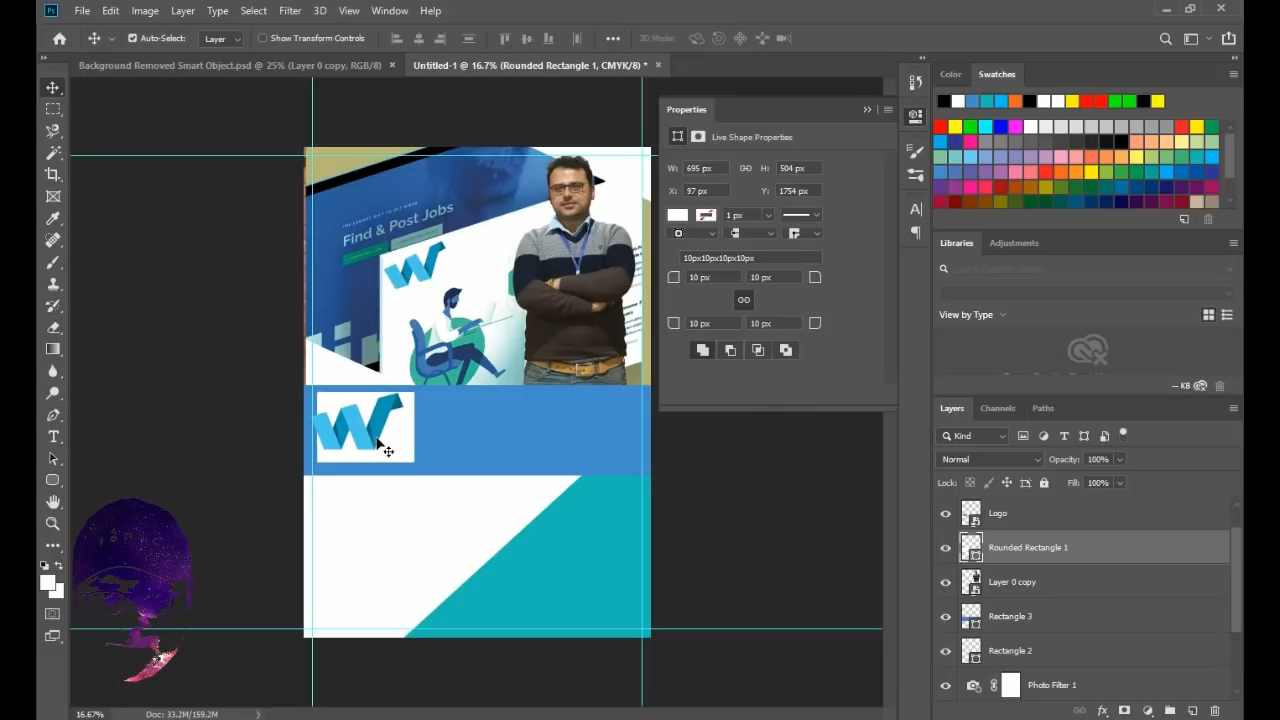 Ps File Edit Image Layer Type Select Filter 3D View Window Help
Auto-Select: Layer Show Transform Controls 3D Mode:
Background Removed Smart Object.psd @ 25% (Layer 0 copy, RGB/8) × Untitled-1 @ 16.7% (Rounded Rectangle 1, CMYK/8) * ×
Color Swatches
Properties
Live Shape Properties
W: 695 px H: 504 px
X: 97 px Y: 1754 px
1 px
10px10px10px10px
10 px 10 px
10 px 10 px
Find & Post Jobs
W
W
Libraries Adjustments
View by Type
-- KB
Layers Channels Paths
Kind
Normal Opacity: 100%
Lock: Fill: 100%
Logo
Rounded Rectangle 1
Layer 0 copy
Rectangle 3
Rectangle 2
Photo Filter 1
16.67% Doc: 33.2M/159.2M